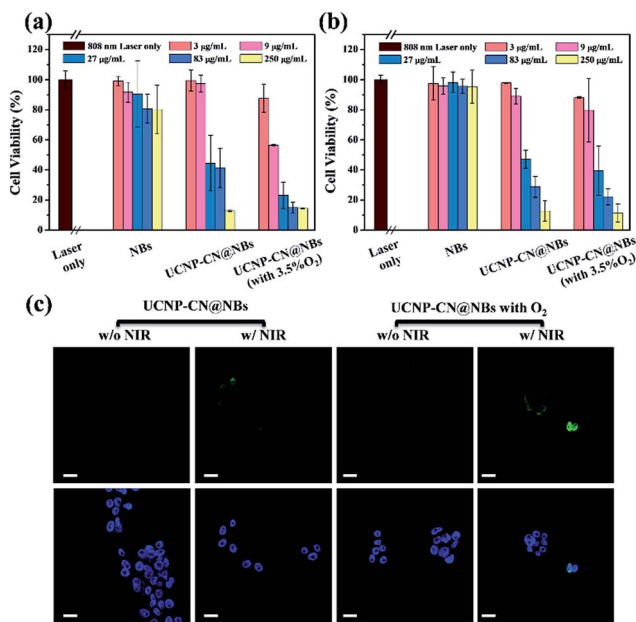 (a)
120
100
80
60
40
20
0
Cell Viability (%)
808 nm Laser only
3 µg/mL
9 µg/mL
27 µg/mL
83 µg/mL
250 µg/mL
Laser only
NBs
UCNP-CN@NBs
UCNP-CN@NBs
(with 3.5%O₂)
(b)
120
100
80
60
40
20
0
Cell Viability (%)
808 nm Laser only
3 µg/mL
9 µg/mL
27 µg/mL
83 µg/mL
250 µg/mL
Laser only
NBs
UCNP-CN@NBs
UCNP-CN@NBs
(with 3.5%O₂)
(c)
UCNP-CN@NBs
UCNP-CN@NBs with O₂
w/o NIR
w/ NIR
w/o NIR
w/ NIR